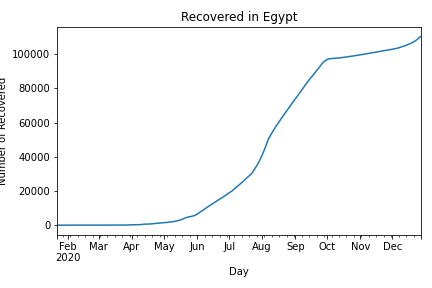 Recovered in Egypt
Number of Recovered
100000
80000
60000
40000
20000
0
Feb Mar Apr May Jun Jul Aug Sep Oct Nov Dec
2020
Day